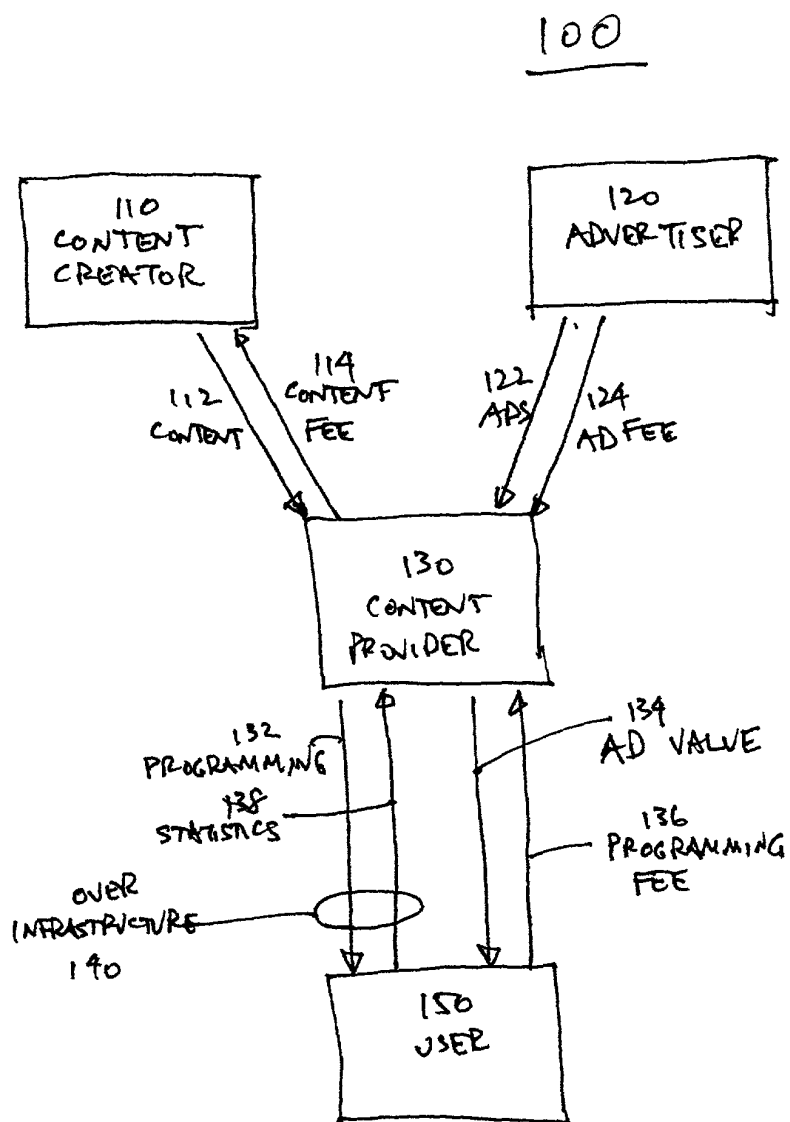 100
110
CONTENT
CREATOR
120
ADVERTISER
112
CONTENT
114
CONTENT
FEE
122
ADS
124
AD FEE
130
CONTENT
PROVIDER
132
PROGRAMMING
138
STATISTICS
134
AD VALUE
136
PROGRAMMING
FEE
OVER
INFRASTRUCTURE
140
150
USER